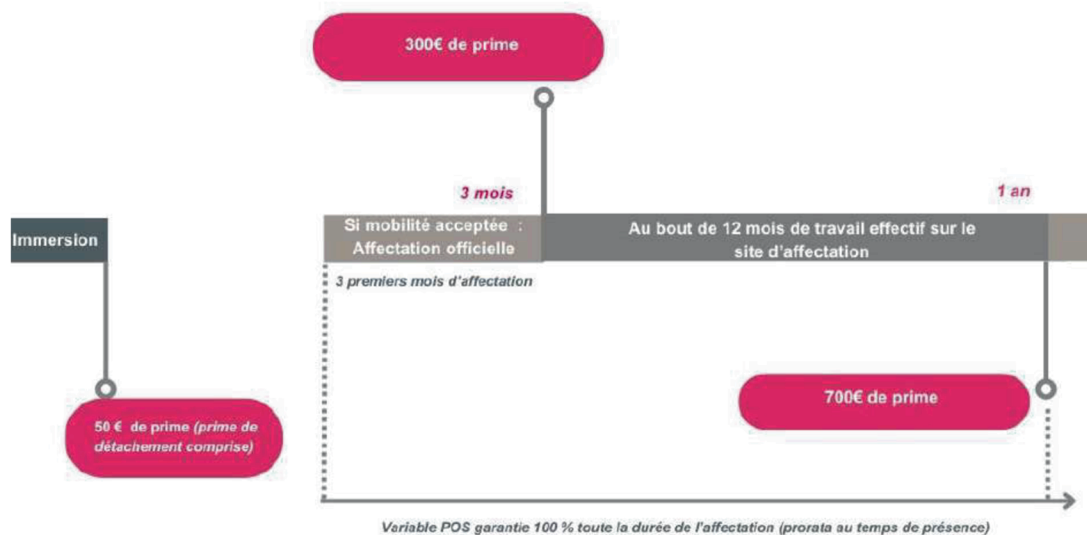 300€ de prime
3 mois
1 an
Immersion
Si mobilité acceptée :
Affectation officielle
Au bout de 12 mois de travail effectif sur le
site d'affectation
3 premiers mois d'affectation
50 € de prime (prime de
détachement comprise)
700€ de prime
Variable POS garantie 100 % toute la durée de l'affectation (prorata au temps de présence)